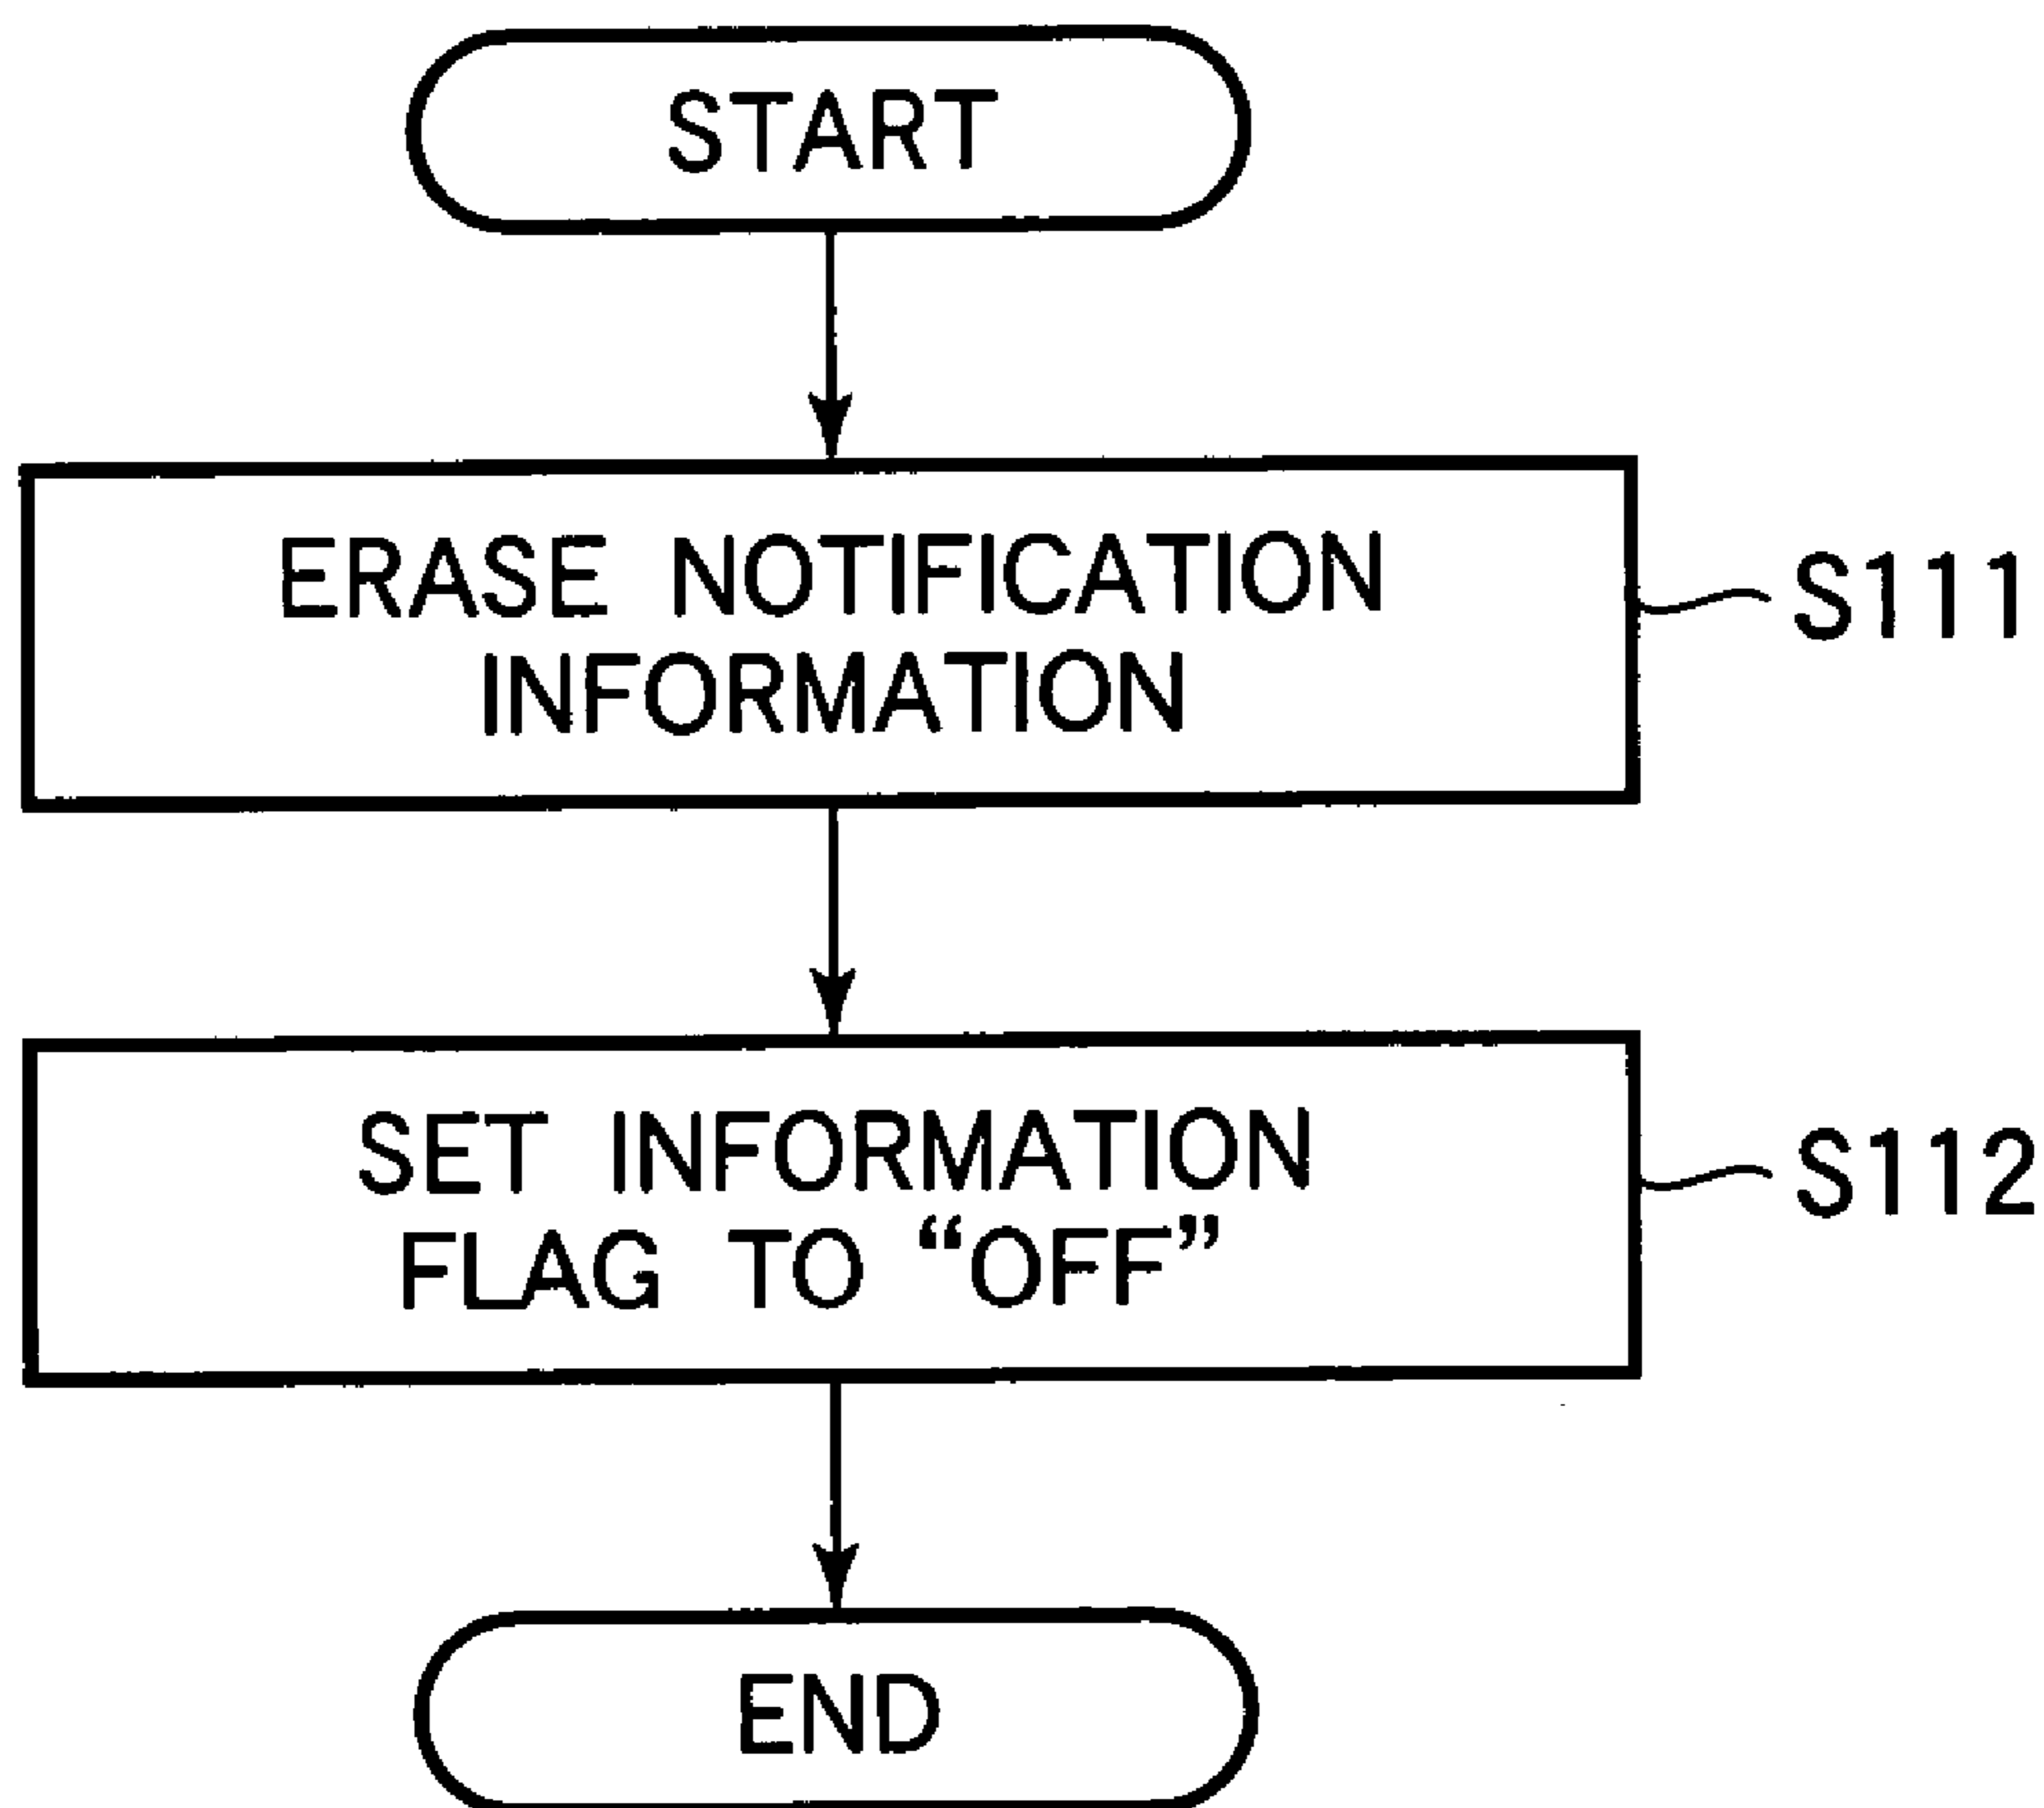 START
ERASE NOTIFICATION
INFORMATION
S111
SET INFORMATION
FLAG TO “OFF”
S112
END